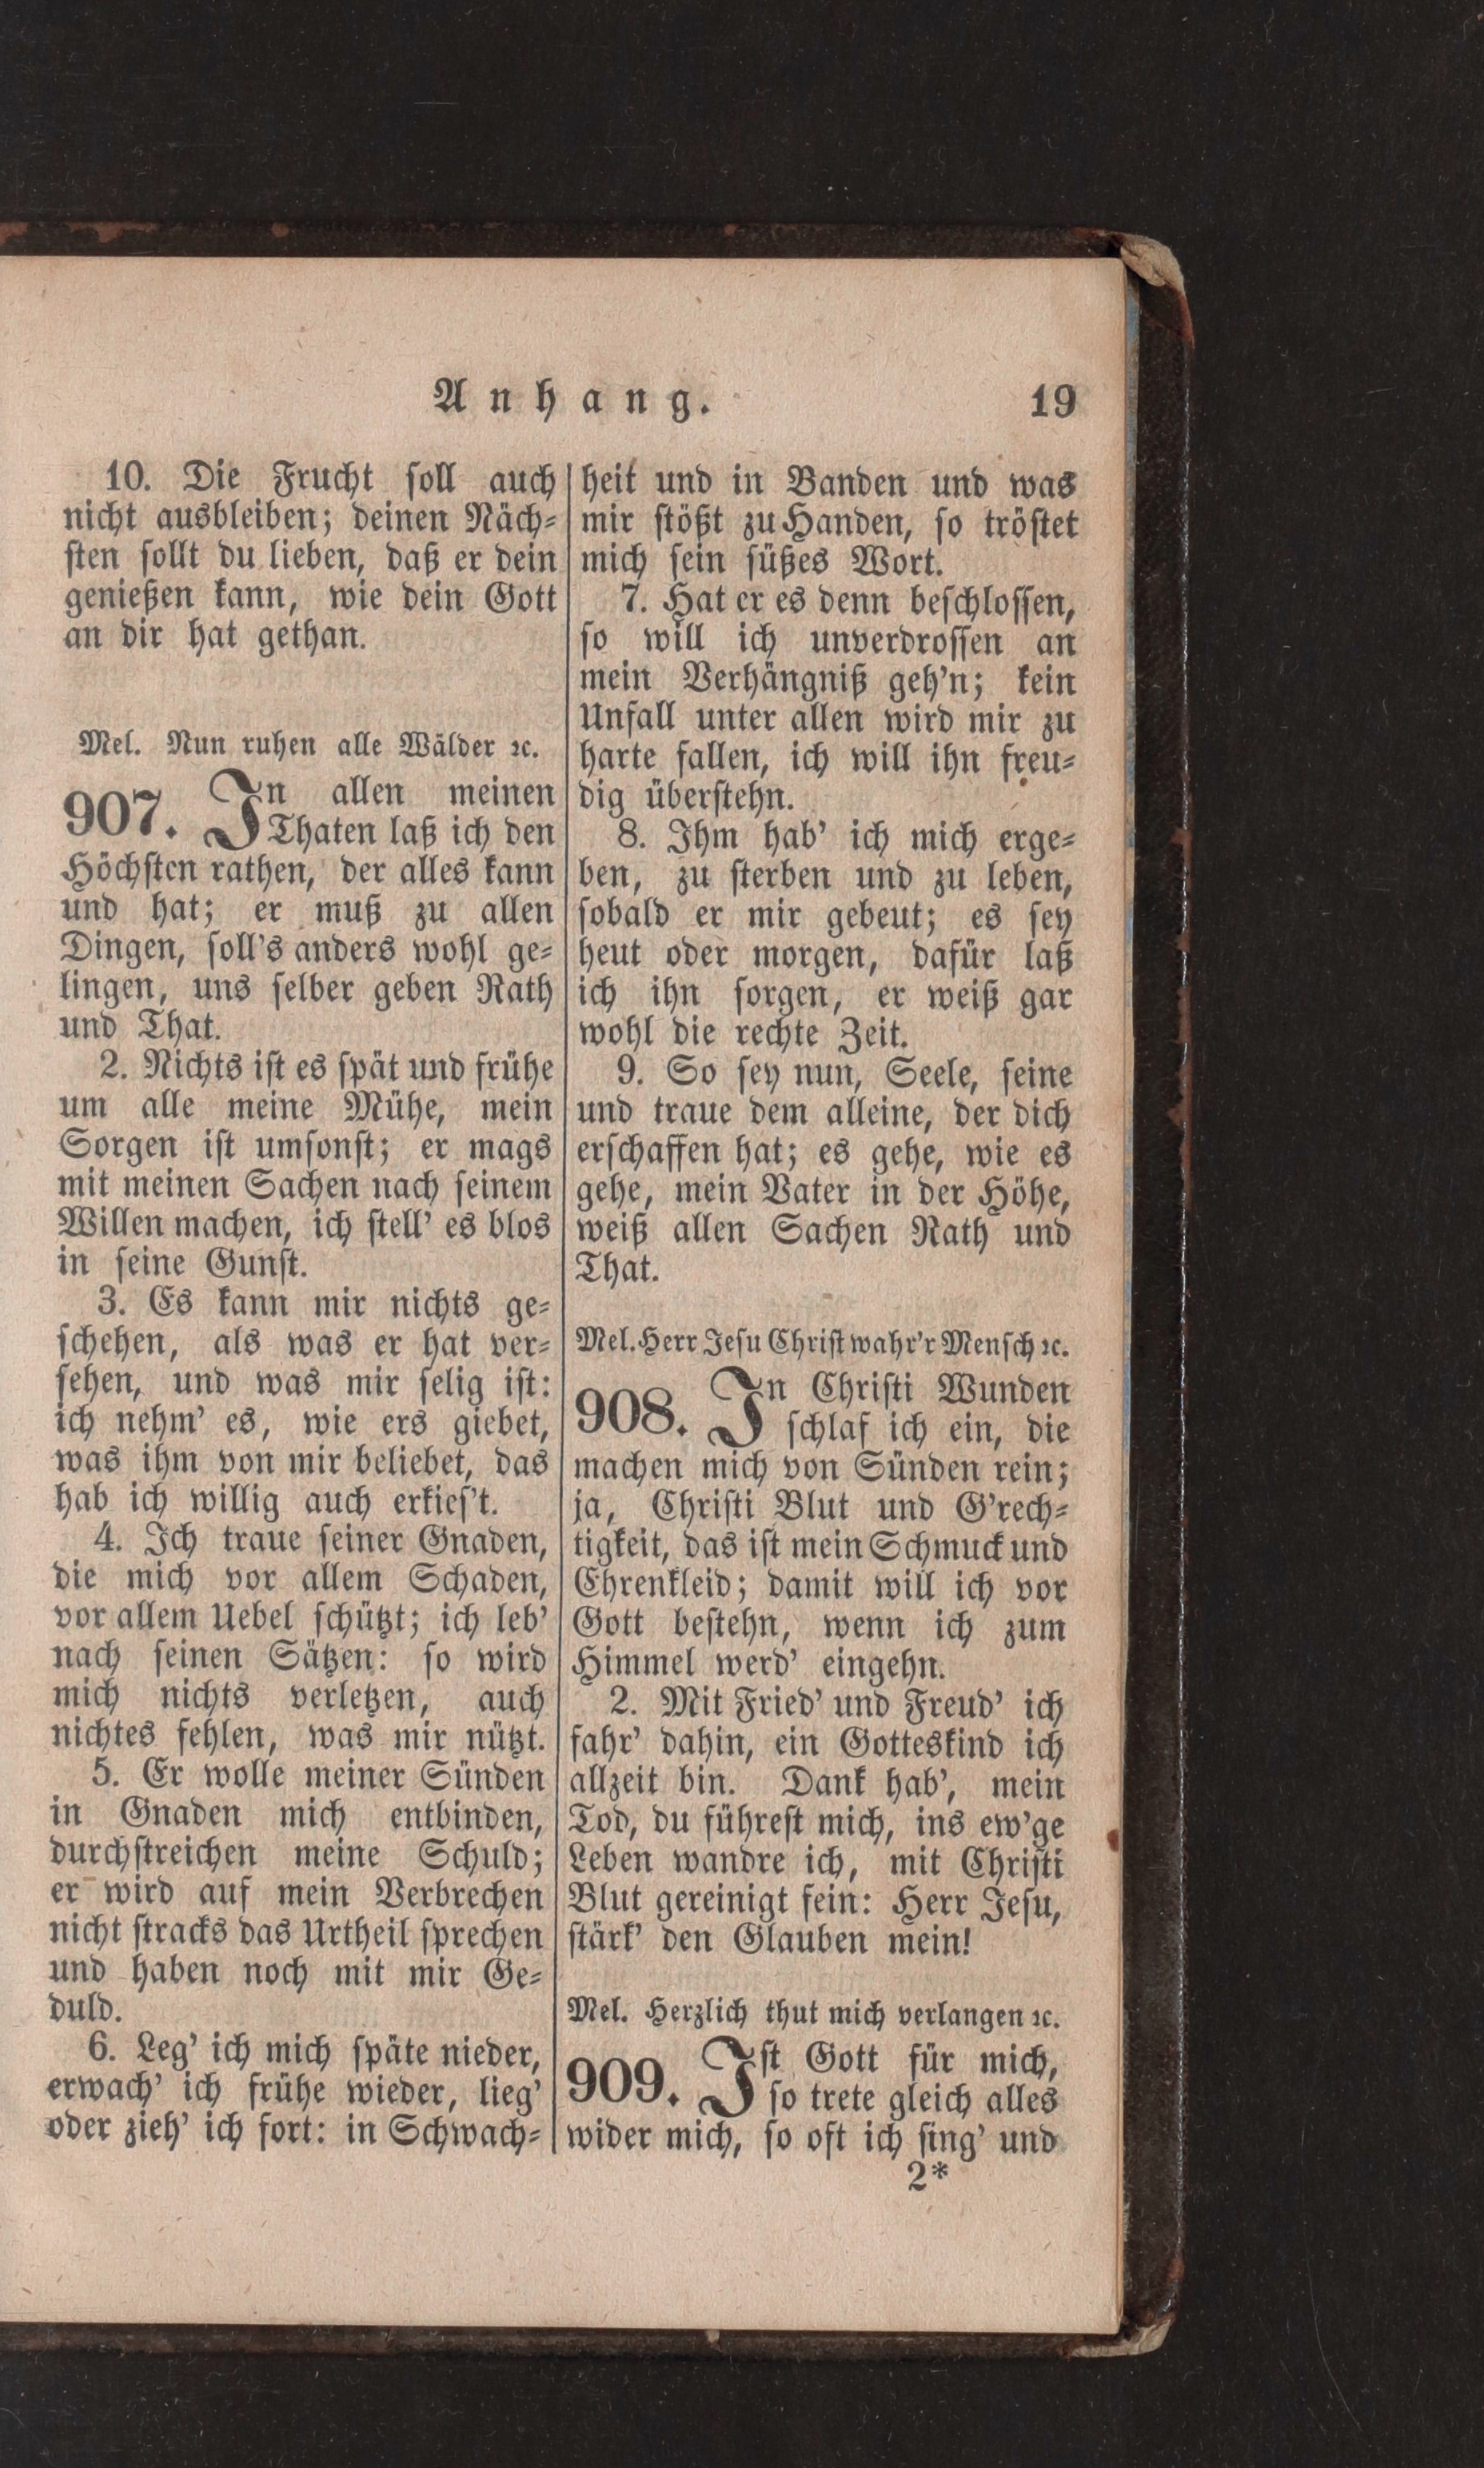 Anhang.
19
10. Die Frucht soll auch
nicht ausbleiben; deinen Näch-
sten sollt du lieben, daß er dein
genießen kann, wie dein Gott
an dir hat gethan.
Mel. Nun ruhen alle Wälder ꝛc.
907. In allen meinen
Thaten laß ich den
Höchsten rathen, der alles kann
und hat; er muß zu allen
Dingen, soll's anders wohl ge-
lingen, uns selber geben Rath
und That.
2. Nichts ist es spät und frühe
um alle meine Mühe, mein
Sorgen ist umsonst; er mags
mit meinen Sachen nach seinem
Willen machen, ich stell' es blos
in seine Gunst.
3. Es kann mir nichts ge-
schehen, als was er hat ver-
sehen, und was mir selig ist:
ich nehm' es, wie ers giebet,
was ihm von mir beliebet, das
hab ich willig auch erkies't.
4. Ich traue seiner Gnaden,
die mich vor allem Schaden,
vor allem Uebel schützt; ich leb'
nach seinen Sätzen: so wird
mich nichts verletzen, auch
nichtes fehlen, was mir nützt.
5. Er wolle meiner Sünden
in Gnaden mich entbinden,
durchstreichen meine Schuld;
er wird auf mein Verbrechen
nicht stracks das Urtheil sprechen
und haben noch mit mir Ge-
duld.
6. Leg' ich mich späte nieder,
erwach' ich frühe wieder, lieg'
oder zieh' ich fort: in Schwach-
heit und in Banden und was
mir stößt zu Handen, so tröstet
mich sein süßes Wort.
7. Hat er es denn beschlossen,
so will ich unverdrossen an
mein Verhängniß geh'n; kein
Unfall unter allen wird mir zu
harte fallen, ich will ihn freu-
dig überstehn.
8. Ihm hab' ich mich erge-
ben, zu sterben und zu leben,
sobald er mir gebeut; es sey
heut oder morgen, dafür laß
ich ihn sorgen, er weiß gar
wohl die rechte Zeit.
9. So sey nun, Seele, seine
und traue dem alleine, der dich
erschaffen hat; es gehe, wie es
gehe, mein Vater in der Höhe,
weiß allen Sachen Rath und
That.
Mel. Herr Jesu Christ wahr'r Mensch ꝛc.
908. In Christi Wunden
schlaf ich ein, die
machen mich von Sünden rein;
ja, Christi Blut und G'rech-
tigkeit, das ist mein Schmuck und
Ehrenkleid; damit will ich vor
Gott bestehn, wenn ich zum
Himmel werd' eingehn.
2. Mit Fried' und Freud' ich
fahr' dahin, ein Gotteskind ich
allzeit bin. Dank hab', mein
Tod, du führest mich, ins ew'ge
Leben wandre ich, mit Christi
Blut gereinigt fein: Herr Jesu,
stärk' den Glauben mein!
Mel. Herzlich thut mich verlangen ꝛc.
909. Ist Gott für mich,
so trete gleich alles
wider mich, so oft ich sing' und
2*